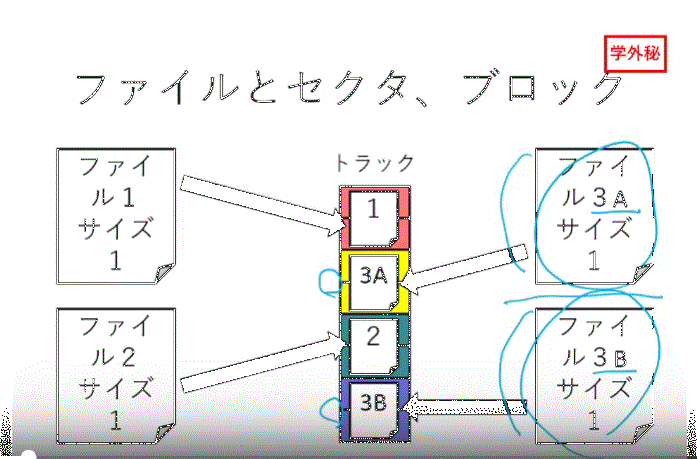 学外秘
ファイルとセクタ、ブロック
トラック
ファイ
ル1
サイズ
1
ファイ
ル2
サイズ
1
1
3A
2
3B
ファイ
ル3A
サイズ
1
ファイ
ル3B
サイズ
1